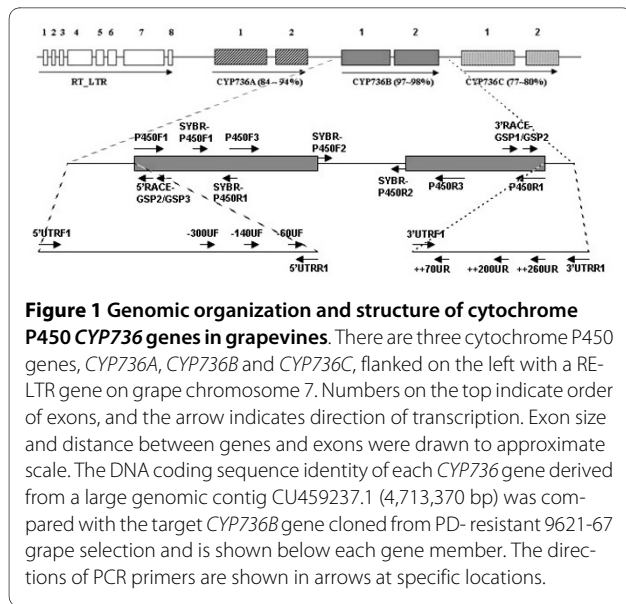 1 2 3 4 5 6 7 8 1 2 1 2 1 2
RT_LTR CYP736A (84~94%) CYP736B (97~98%) CYP736C (77~80%)
P450F1 SYBR-P450F1 P450F3 SYBR-P450F2 3'RACE-GSP1/GSP2
5'RACE-GSP2/GSP3 SYBR-P450R1 SYBR-P450R2 P450R3 P450R1
5'UTRF1 -300UF -140UF -60UF 3'UTRF1
5'UTRR1 ++70UR ++200UR ++260UR 3'UTRR1
Figure 1 Genomic organization and structure of cytochrome
P450 CYP736 genes in grapevines. There are three cytochrome P450
genes, CYP736A, CYP736B and CYP736C, flanked on the left with a RE-
LTR gene on grape chromosome 7. Numbers on the top indicate order
of exons, and the arrow indicates direction of transcription. Exon size
and distance between genes and exons were drawn to approximate
scale. The DNA coding sequence identity of each CYP736 gene derived
from a large genomic contig CU459237.1 (4,713,370 bp) was com-
pared with the target CYP736B gene cloned from PD- resistant 9621-67
grape selection and is shown below each gene member. The direc-
tions of PCR primers are shown in arrows at specific locations.